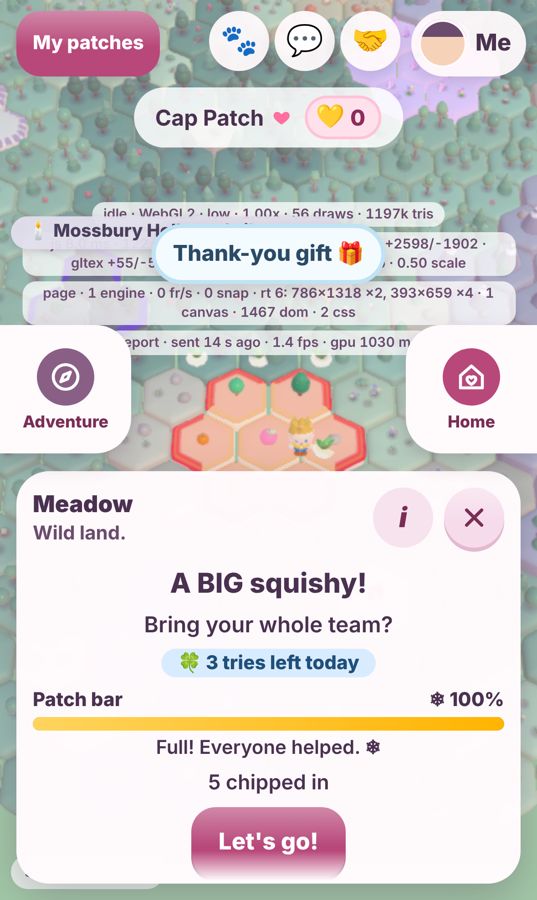 My patches
Me
Cap Patch
0
idle · WebGL2 · low · 1.00x · 56 draws · 1197k tris
Mossbury
+2598/-1902 ·
gltex +55/-5
· 0.50 scale
Thank-you gift
page · 1 engine · 0 fr/s · 0 snap · rt 6: 786×1318 ×2, 393×659 ×4 · 1
canvas · 1467 dom · 2 css
sent 14 s ago · 1.4 fps · gpu 1030 m
Adventure
Home
Meadow
Wild land.
i
A BIG squishy!
Bring your whole team?
3 tries left today
Patch bar
100%
Full! Everyone helped.
5 chipped in
Let's go!